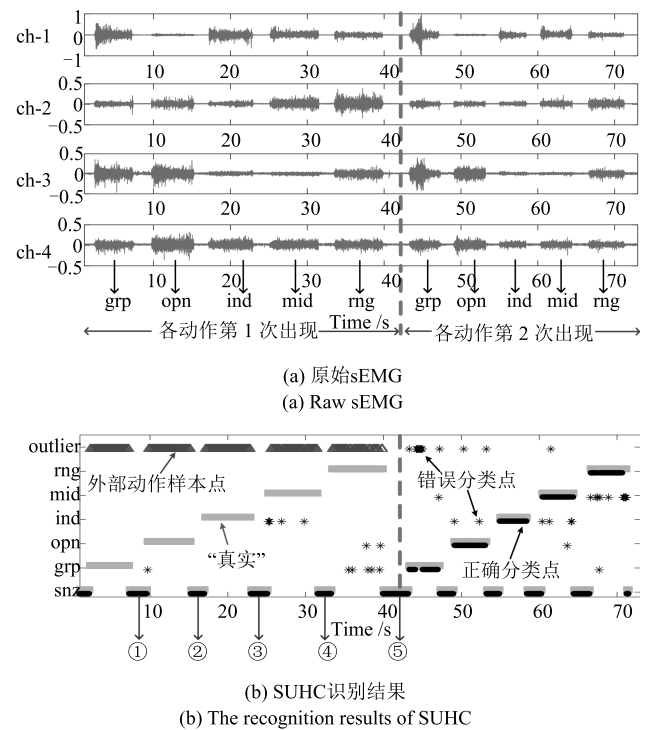 ch-1
1
0
−1
10 20 30 40 50 60 70
ch-2
0.5
0
−0.5
10 20 30 40 50 60 70
ch-3
0.5
0
−0.5
10 20 30 40 50 60 70
ch-4
0.5
0
−0.5
10 20 30 40 50 60 70
grp opn ind mid rng grp opn ind mid rng
各动作第 1 次出现 Time /s 各动作第 2 次出现
(a) 原始sEMG
(a) Raw sEMG
outlier
rng
mid
ind
opn
grp
snz
外部动作样本点
“真实”
错误分类点
正确分类点
10 20 30 40 50 60 70
Time /s
① ② ③ ④ ⑤
(b) SUHC识别结果
(b) The recognition results of SUHC